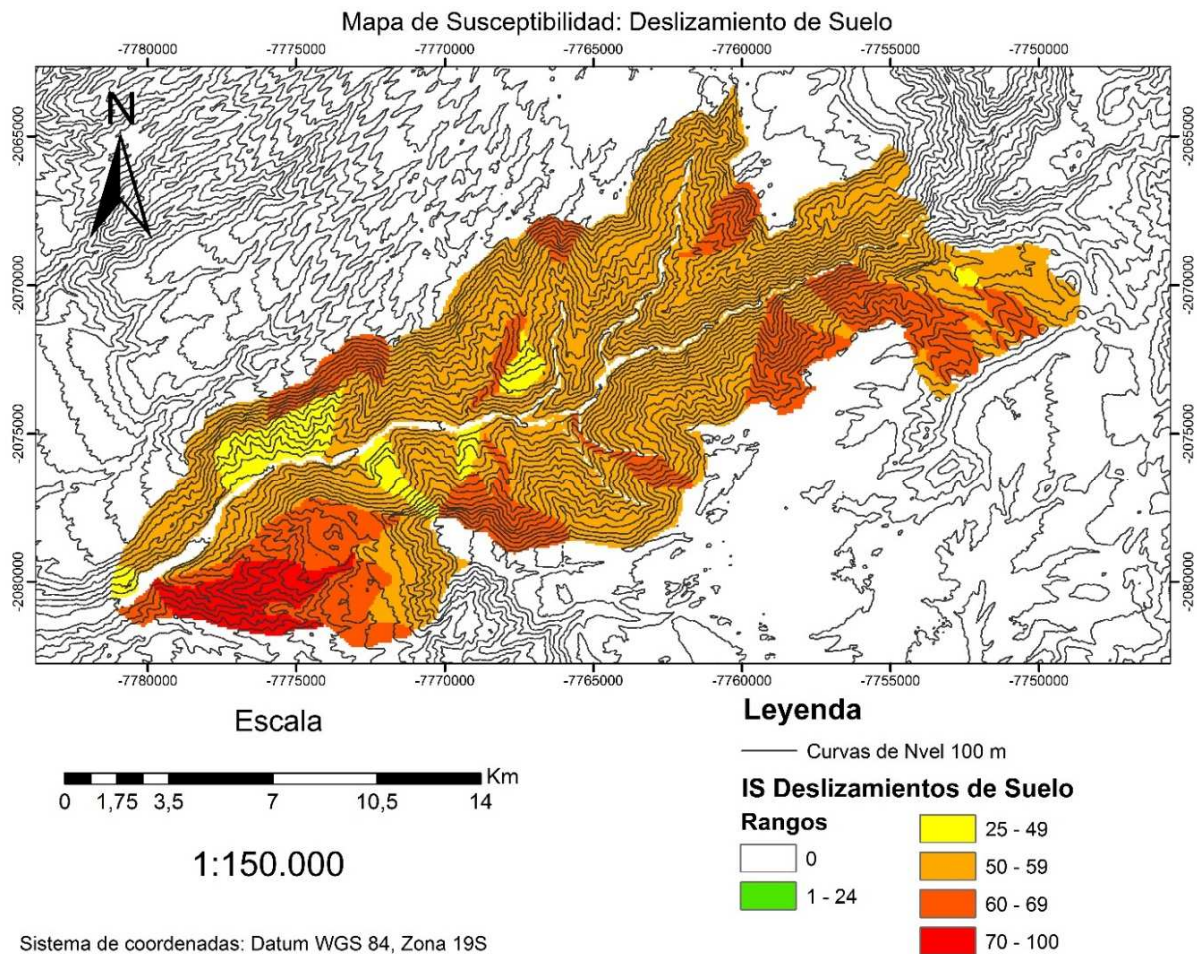 Mapa de Susceptibilidad: Deslizamiento de Suelo
-7780000 -7775000 -7770000 -7765000 -7760000 -7755000 -7750000
N
-2065000 -2065000
-2070000 -2070000
-2075000 -2075000
-2080000 -2080000
-7780000 -7775000 -7770000 -7765000 -7760000 -7755000 -7750000
Escala
Km
0 1,75 3,5 7 10,5 14
1:150.000
Sistema de coordenadas: Datum WGS 84, Zona 19S
Leyenda
Curvas de Nvel 100 m
IS Deslizamientos de Suelo
Rangos
0
1 - 24
25 - 49
50 - 59
60 - 69
70 - 100